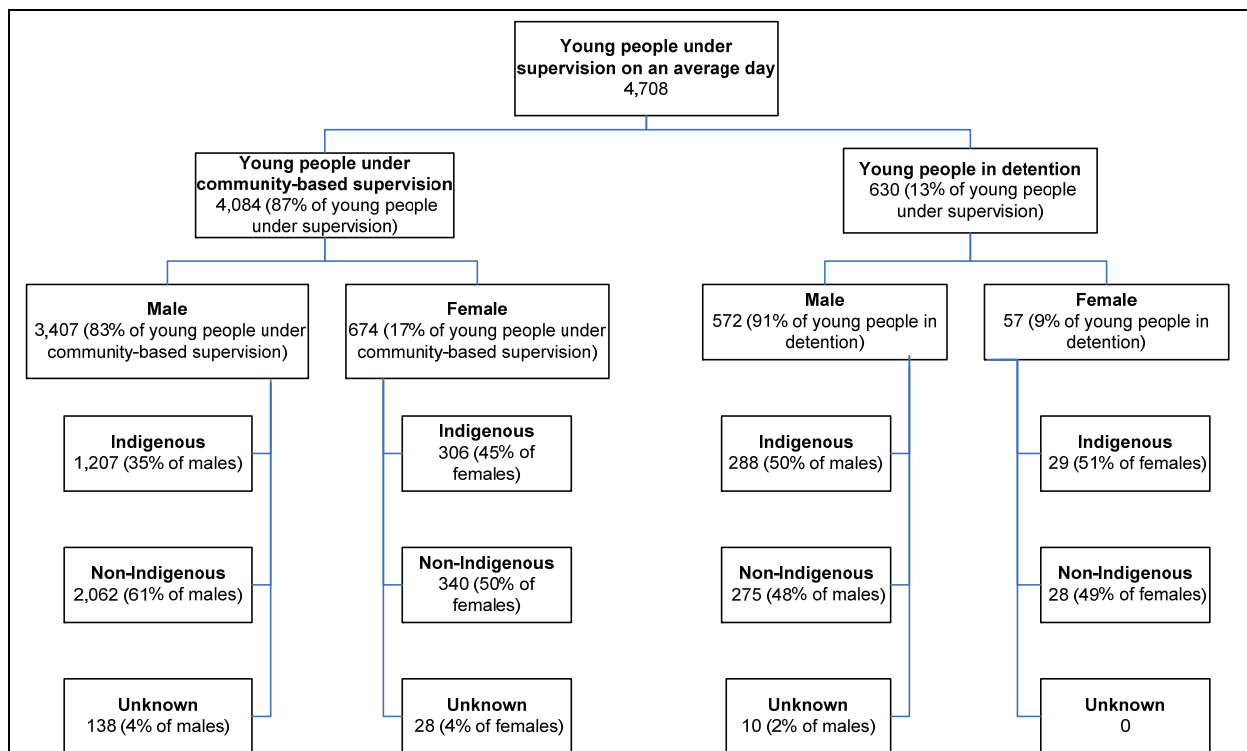 Young people under
supervision on an average day
4,708
Young people under
community-based supervision
4,084 (87% of young people
under supervision)
Young people in detention
630 (13% of young people
under supervision)
Male
3,407 (83% of young people under
community-based supervision)
Female
674 (17% of young people under
community-based supervision)
Male
572 (91% of young people in
detention)
Female
57 (9% of young people in
detention)
Indigenous
1,207 (35% of males)
Indigenous
306 (45% of
females)
Indigenous
288 (50% of males)
Indigenous
29 (51% of females)
Non-Indigenous
2,062 (61% of males)
Non-Indigenous
340 (50% of
females)
Non-Indigenous
275 (48% of males)
Non-Indigenous
28 (49% of females)
Unknown
138 (4% of males)
Unknown
28 (4% of females)
Unknown
10 (2% of males)
Unknown
0